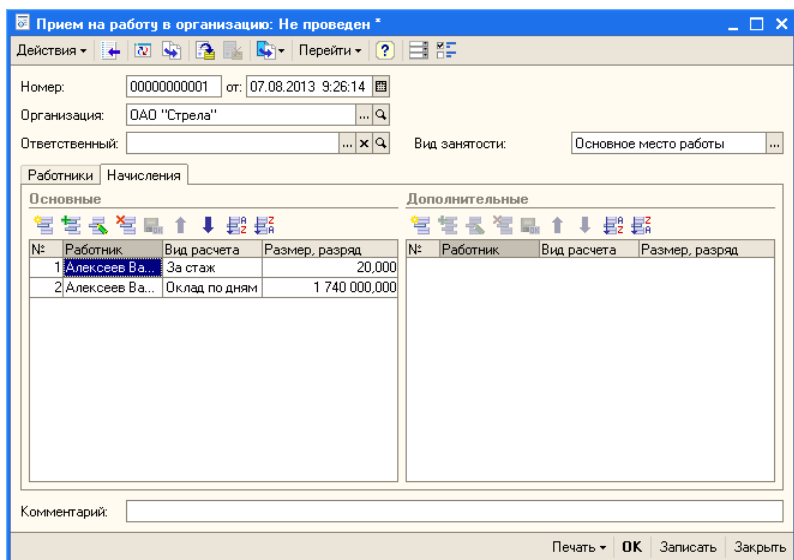 Прием на работу в организацию: Не проведен *
Действия Перейти ?
Номер: 00000000001 от: 07.08.2013 9:26:14
Организация: ОАО "Стрела" ...
Ответственный: ... x Вид занятости: Основное место работы ...
Работники Начисления
Основные Дополнительные
№ Работник Вид расчета Размер, разряд № Работник Вид расчета Размер, разряд
1 Алексеев Ва... За стаж 20,000
2 Алексеев Ва... Оклад по дням 1 740 000,000
Комментарий:
Печать OK Записать Закрыть